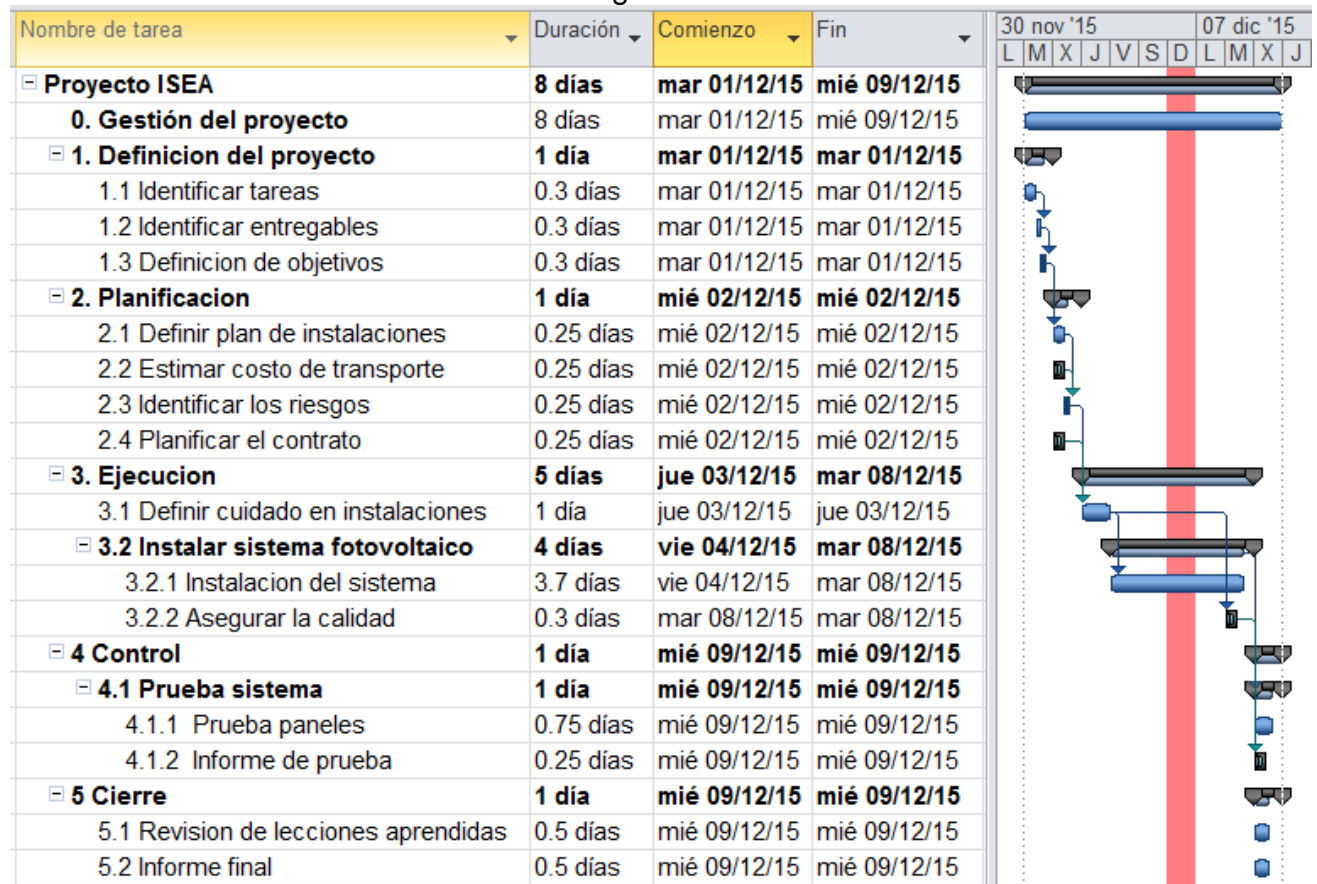 Nombre de tarea Duración Comienzo Fin 30 nov '15 07 dic '15
L M X J V S D L M X J
Proyecto ISEA 8 días mar 01/12/15 mié 09/12/15
0. Gestión del proyecto 8 días mar 01/12/15 mié 09/12/15
1. Definicion del proyecto 1 día mar 01/12/15 mar 01/12/15
1.1 Identificar tareas 0.3 días mar 01/12/15 mar 01/12/15
1.2 Identificar entregables 0.3 días mar 01/12/15 mar 01/12/15
1.3 Definicion de objetivos 0.3 días mar 01/12/15 mar 01/12/15
2. Planificacion 1 día mié 02/12/15 mié 02/12/15
2.1 Definir plan de instalaciones 0.25 días mié 02/12/15 mié 02/12/15
2.2 Estimar costo de transporte 0.25 días mié 02/12/15 mié 02/12/15
2.3 Identificar los riesgos 0.25 días mié 02/12/15 mié 02/12/15
2.4 Planificar el contrato 0.25 días mié 02/12/15 mié 02/12/15
3. Ejecucion 5 días jue 03/12/15 mar 08/12/15
3.1 Definir cuidado en instalaciones 1 día jue 03/12/15 jue 03/12/15
3.2 Instalar sistema fotovoltaico 4 días vie 04/12/15 mar 08/12/15
3.2.1 Instalacion del sistema 3.7 días vie 04/12/15 mar 08/12/15
3.2.2 Asegurar la calidad 0.3 días mar 08/12/15 mar 08/12/15
4 Control 1 día mié 09/12/15 mié 09/12/15
4.1 Prueba sistema 1 día mié 09/12/15 mié 09/12/15
4.1.1 Prueba paneles 0.75 días mié 09/12/15 mié 09/12/15
4.1.2 Informe de prueba 0.25 días mié 09/12/15 mié 09/12/15
5 Cierre 1 día mié 09/12/15 mié 09/12/15
5.1 Revision de lecciones aprendidas 0.5 días mié 09/12/15 mié 09/12/15
5.2 Informe final 0.5 días mié 09/12/15 mié 09/12/15